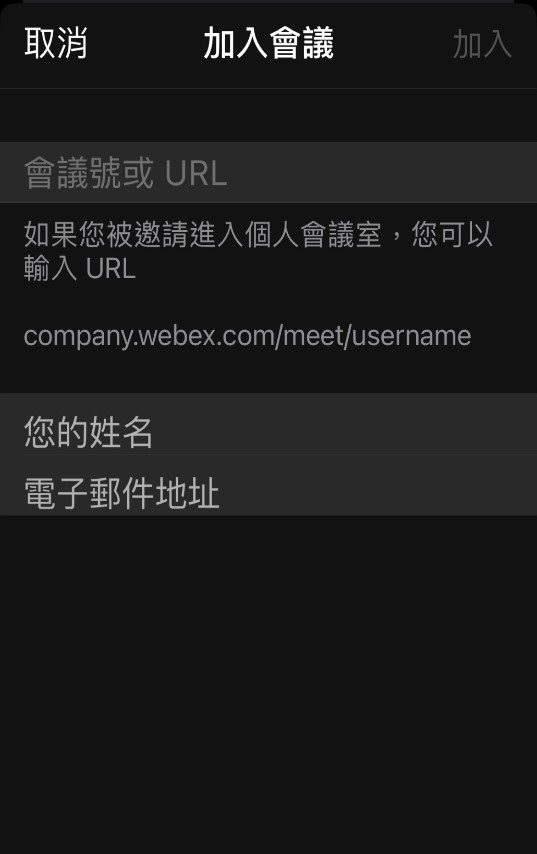 取消 加入會議 加入
會議號或 URL
如果您被邀請進入個人會議室，您可以
輸入 URL
company.webex.com/meet/username
您的姓名
電子郵件地址